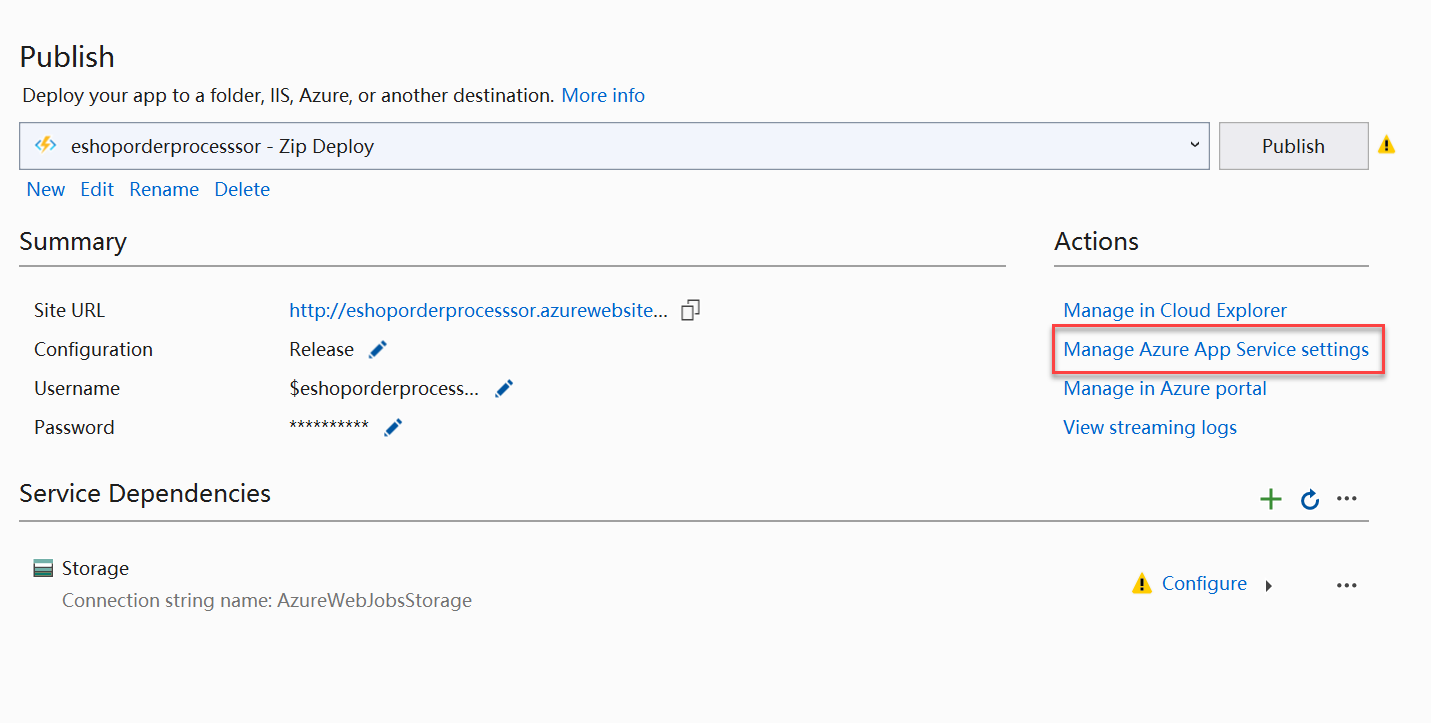 Publish
Deploy your app to a folder, IIS, Azure, or another destination. More info
eshoporderprocesssor - Zip Deploy
Publish
New Edit Rename Delete
Summary
Site URL http://eshoporderprocesssor.azurewebsite...
Configuration Release
Username $eshoporderprocess...
Password **********
Actions
Manage in Cloud Explorer
Manage Azure App Service settings
Manage in Azure portal
View streaming logs
Service Dependencies
Storage
Connection string name: AzureWebJobsStorage
Configure